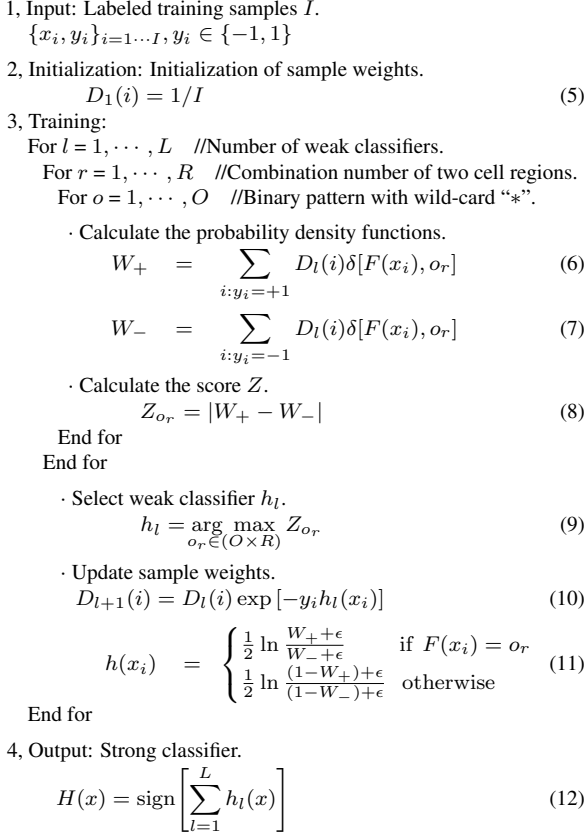 1, Input: Labeled training samples I.
{x_i, y_i}_{i=1···I}, y_i ∈ {−1, 1}
2, Initialization: Initialization of sample weights.
D_1(i) = 1/I (5)
3, Training:
For l = 1, ··· , L //Number of weak classifiers.
For r = 1, ··· , R //Combination number of two cell regions.
For o = 1, ··· , O //Binary pattern with wild-card “*”.
· Calculate the probability density functions.
W_+ = ∑_{i:y_i=+1} D_l(i)δ[F(x_i), o_r] (6)
W_− = ∑_{i:y_i=−1} D_l(i)δ[F(x_i), o_r] (7)
· Calculate the score Z.
Z_{o_r} = |W_+ − W_−| (8)
End for
End for
· Select weak classifier h_l.
h_l = arg max_{o_r∈(O×R)} Z_{o_r} (9)
· Update sample weights.
D_{l+1}(i) = D_l(i) exp [−y_i h_l(x_i)] (10)
h(x_i) = { 1/2 ln (W_+ + ϵ)/(W_− + ϵ) if F(x_i) = o_r
1/2 ln ((1−W_+)+ϵ)/((1−W_−)+ϵ) otherwise (11)
End for
4, Output: Strong classifier.
H(x) = sign[∑_{l=1}^{L} h_l(x)] (12)